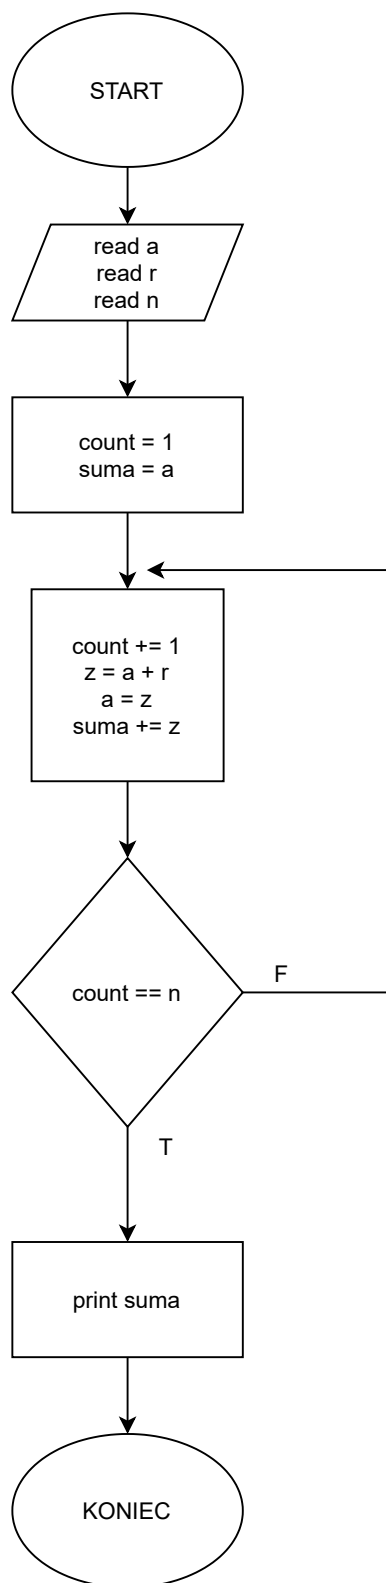 START
read a
read r
read n
count = 1
suma = a
count += 1
z = a + r
a = z
suma += z
count == n
F
T
print suma
KONIEC